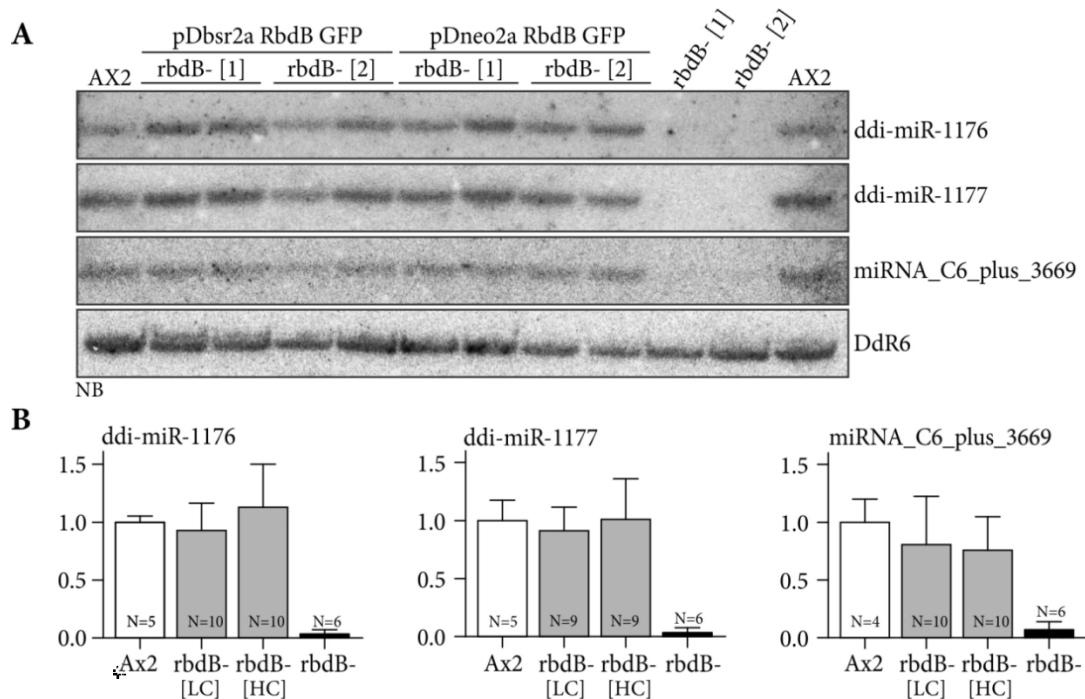 A
pDbsr2a RbdB GFP pDneo2a RbdB GFP
AX2 rbdB- [1] rbdB- [2] rbdB- [1] rbdB- [2] rbdB- [1] rbdB- [2] AX2
ddi-miR-1176
ddi-miR-1177
miRNA_C6_plus_3669
DdR6
NB
B
ddi-miR-1176
1.5
1.0
0.5
0.0
N=5 N=10 N=10 N=6
Ax2 rbdB- rbdB- rbdB-
[LC] [HC]
ddi-miR-1177
1.5
1.0
0.5
0.0
N=5 N=9 N=9 N=6
Ax2 rbdB- rbdB- rbdB-
[LC] [HC]
miRNA_C6_plus_3669
1.5
1.0
0.5
0.0
N=4 N=10 N=10 N=6
Ax2 rbdB- rbdB- rbdB-
[LC] [HC]